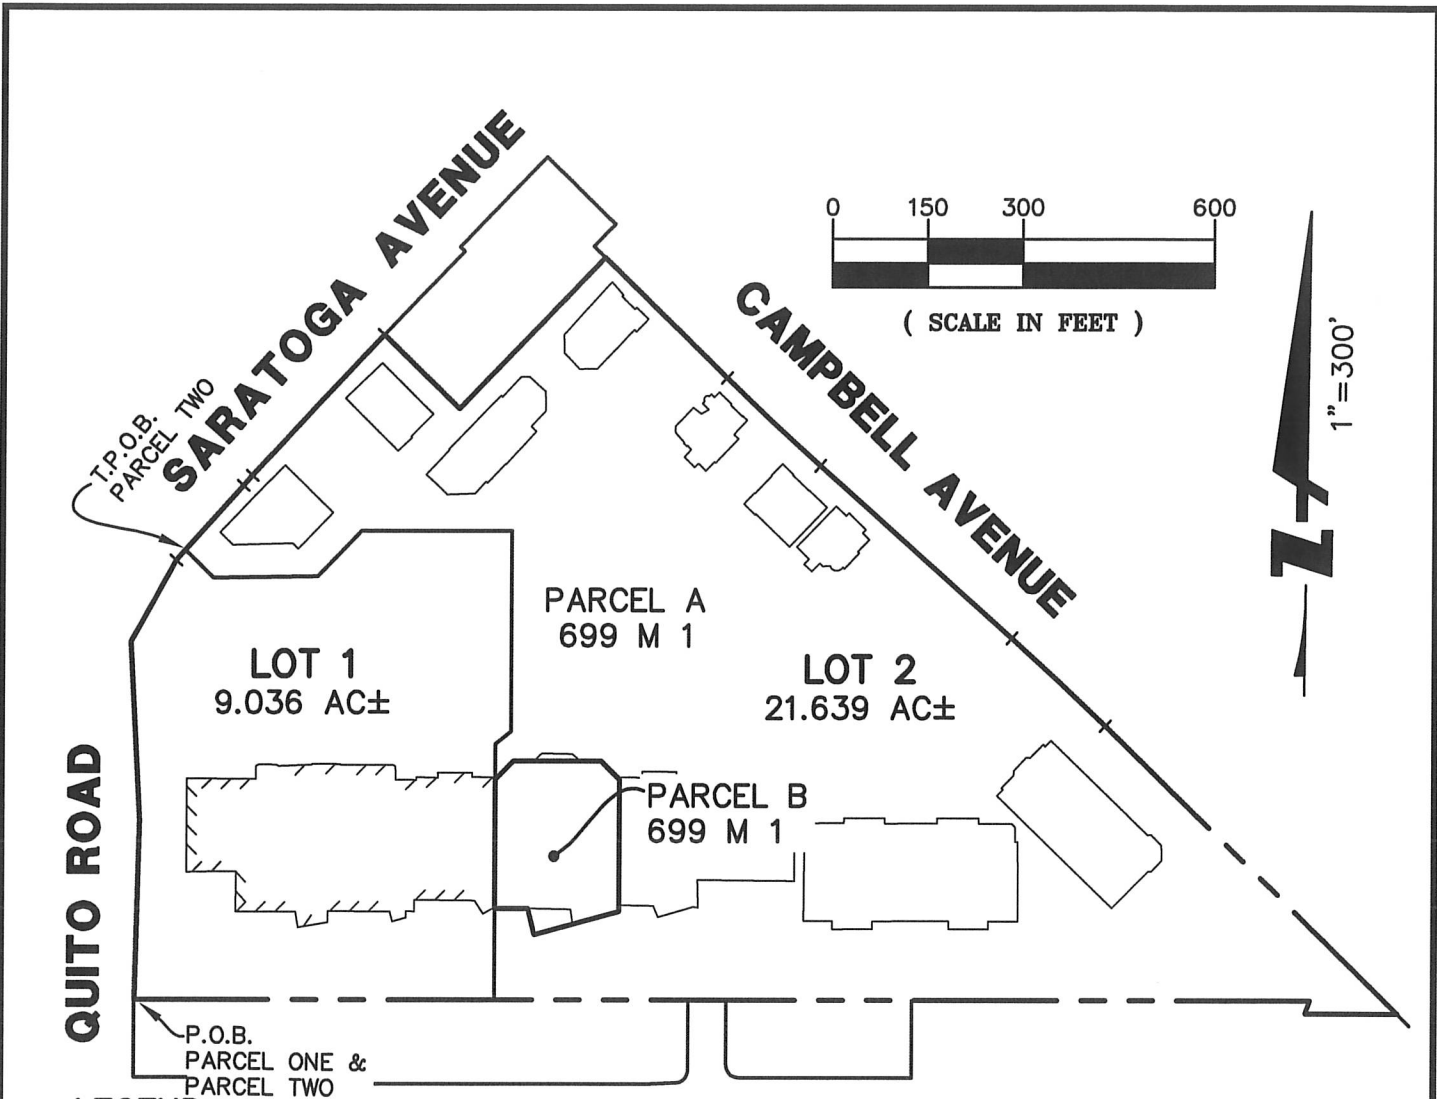 SARATOGA AVENUE
0 150 300 600
( SCALE IN FEET )
CAMPBELL AVENUE
1"=300'
T.P.O.B.
PARCEL TWO
PARCEL A
699 M 1
LOT 1
9.036 AC±
LOT 2
21.639 AC±
PARCEL B
699 M 1
QUITO ROAD
P.O.B.
PARCEL ONE &
PARCEL TWO